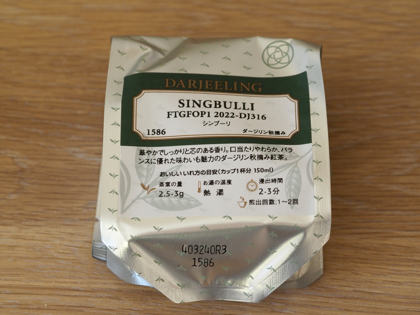 DARJEELING
SINGBULLI
FTGFOP1 2022-DJ316
シンブーリ
1586 ダージリン秋摘み
華やかでしっかりと芯のある香り。口当たりやわらか、バラ
ンスに優れた味わいも魅力のダージリン秋摘み紅茶。
おいしいいれ方の目安(カップ1杯分 150ml)
茶葉の量 お湯の温度 浸出時間
2.5-3g 熱湯 2-3分
煎出回数:1~2回
403240R3
1586